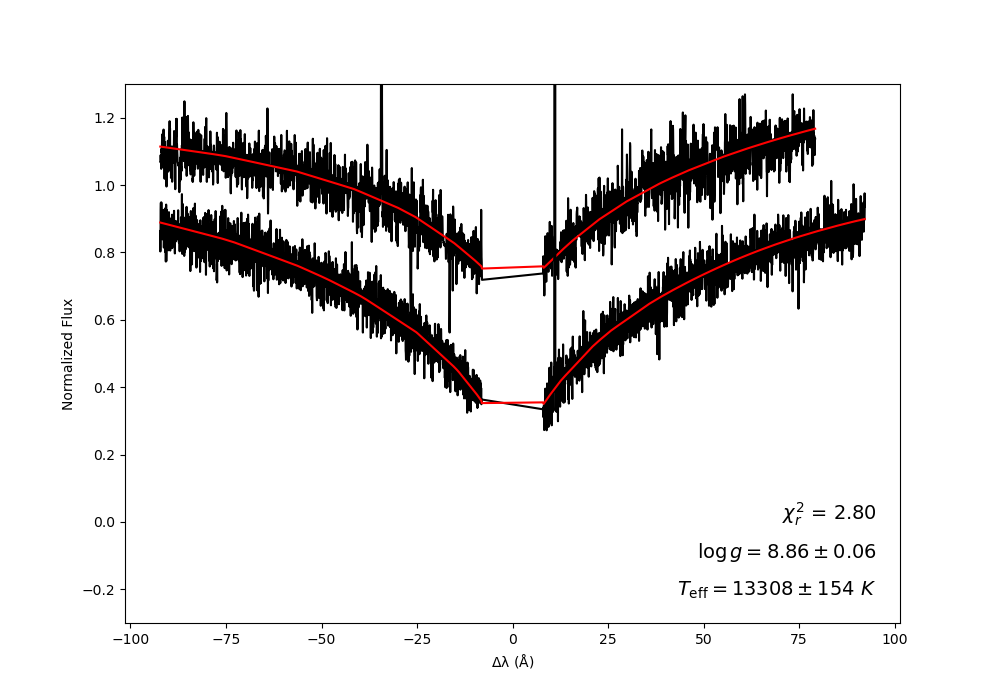 1.2
1.0
0.8
0.6
0.4
0.2
0.0
−0.2
Normalized Flux
χ²ᵣ = 2.80
log g = 8.86 ± 0.06
T_eff = 13308 ± 154 K
−100 −75 −50 −25 0 25 50 75 100
Δλ (Å)